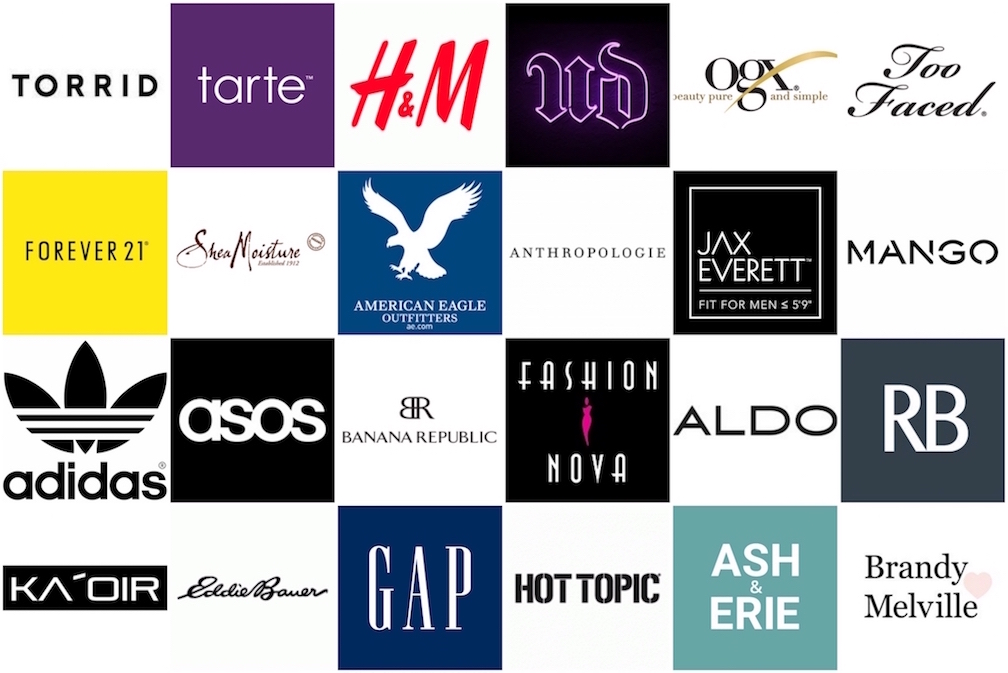 TORRID
tarte™
H&M
UD
Ogx®
beauty pure and simple
Too
Faced®
FOREVER 21®
SheaMoisture
Established 1912
AMERICAN EAGLE
OUTFITTERS
ae.com
ANTHROPOLOGIE
JAX
EVERETT™
FIT FOR MEN ≤ 5'9"
MANGO
adidas®
asos
BR
BANANA REPUBLIC
FASHION
NOVA
ALDO
RB
KA´OIR
Eddie Bauer
GAP
HOT TOPIC®
ASH
&
ERIE
Brandy
Melville